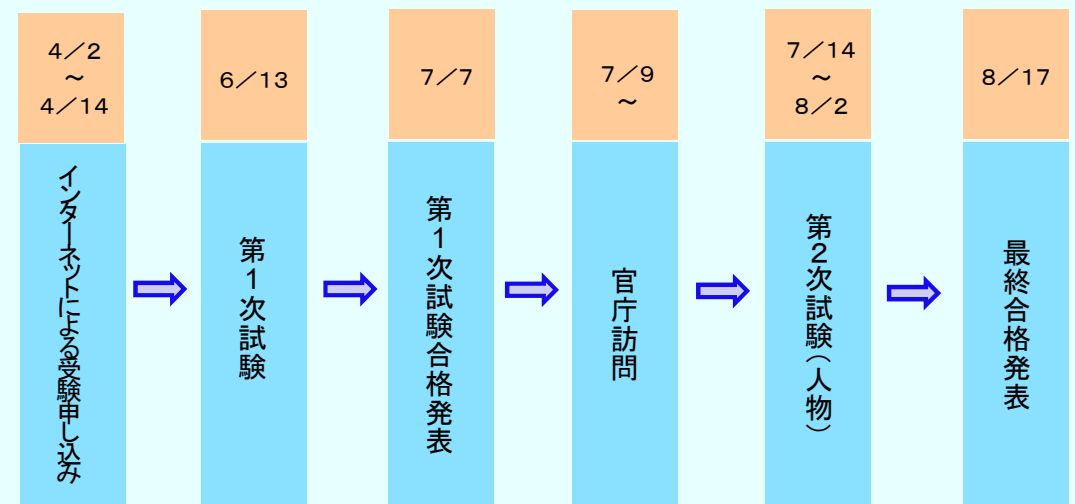 4／2
～
4／14
インターネットによる受験申し込み
6／13
第1次試験
7／7
第1次試験合格発表
7／9
～
官庁訪問
7／14
～
8／2
第2次試験（人物）
8／17
最終合格発表